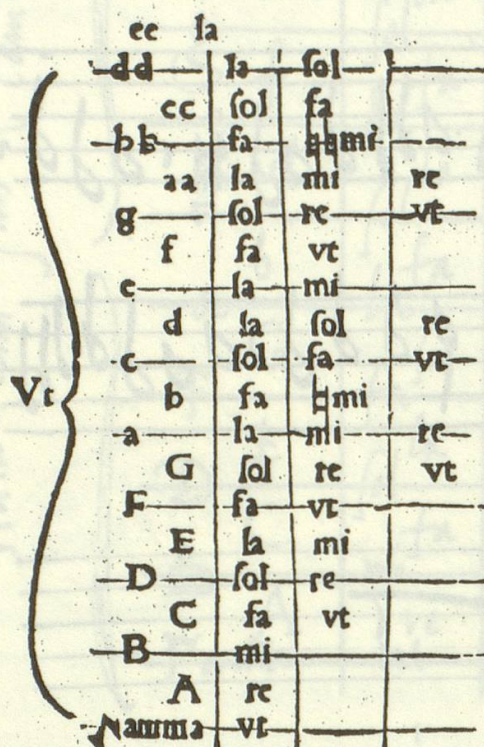 ee la
dd la sol
cc sol fa
bb fa ♮♮mi
aa la mi re
g sol re vt
f fa vt
e la mi
d la sol re
c sol fa vt
Vt b fa ♮mi
a la mi re
G sol re vt
F fa vt
E la mi
D sol re
C fa vt
B mi
A re
Namma vt